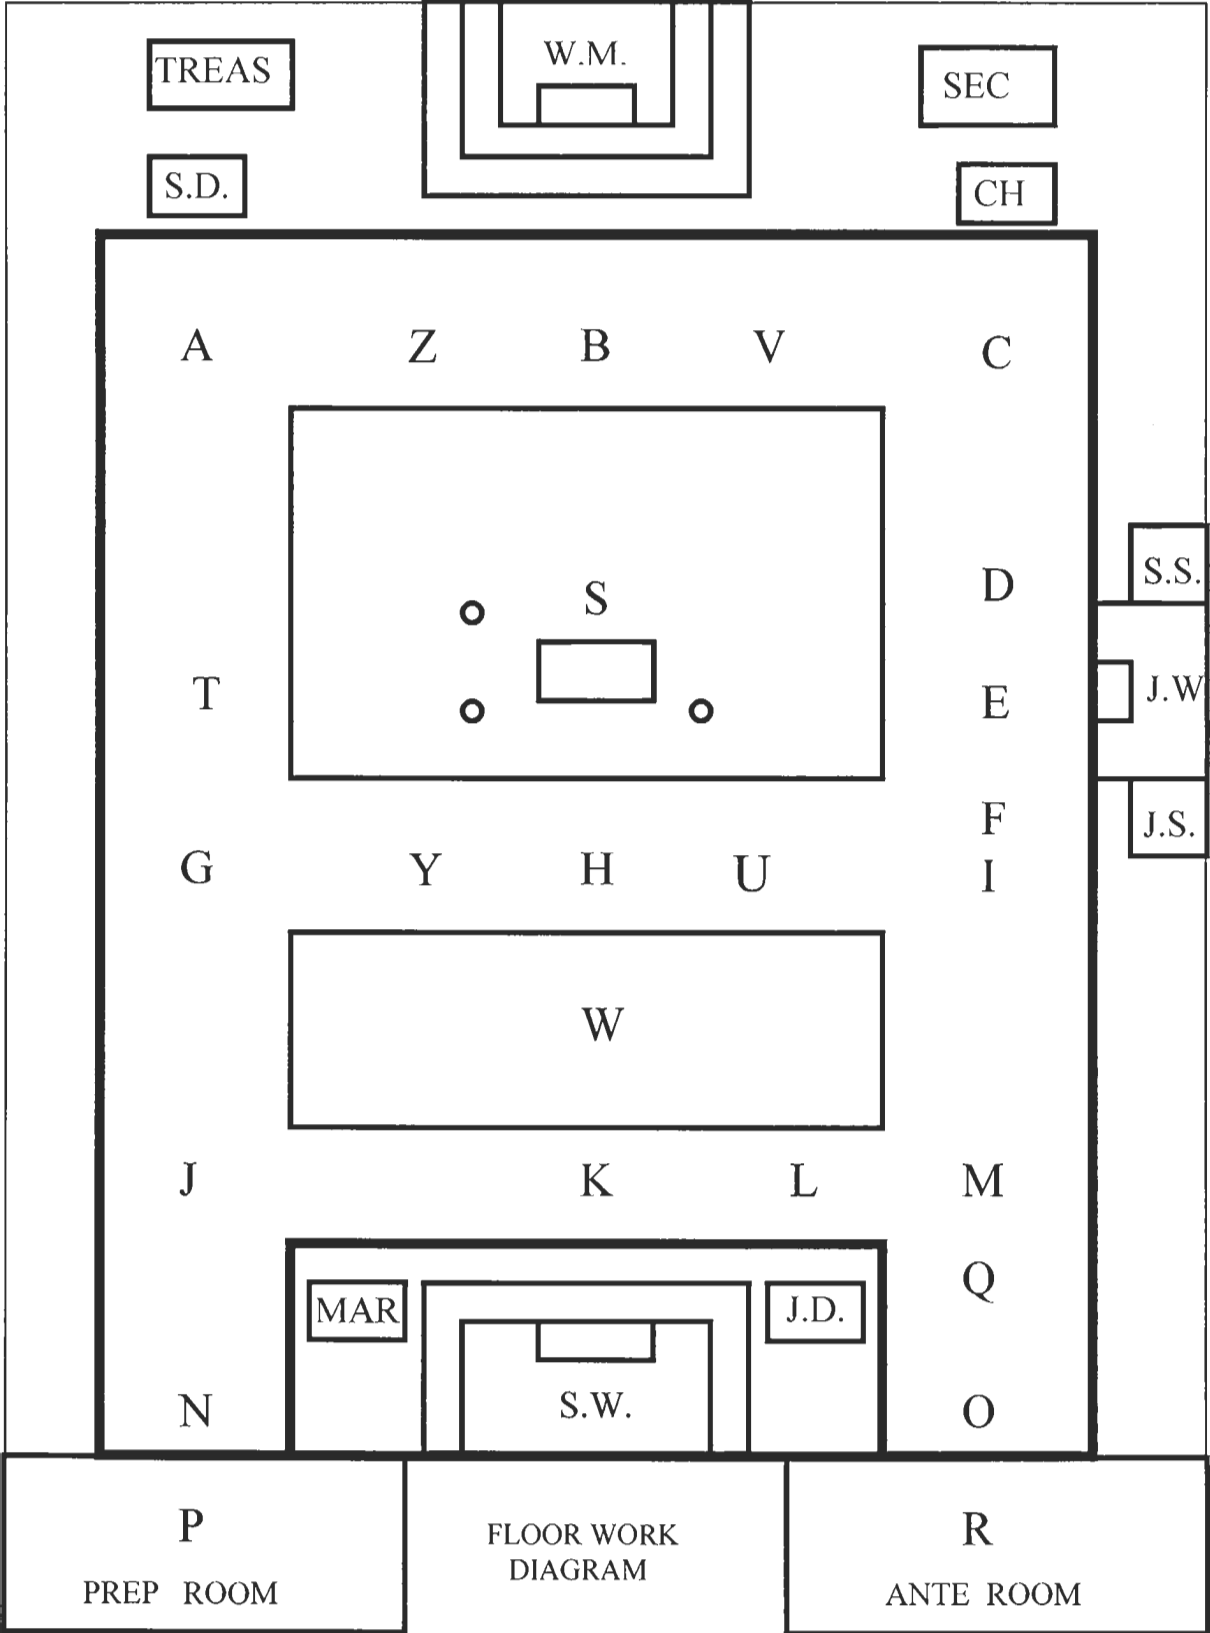 W.M.
TREAS
SEC
S.D.
CH
A Z B V C
S.S.
D
S
J.W
T
E
F
J.S.
G Y H U I
W
J K L M
Q
MAR
J.D.
S.W.
N
O
P
R
FLOOR WORK
DIAGRAM
PREP ROOM
ANTE ROOM